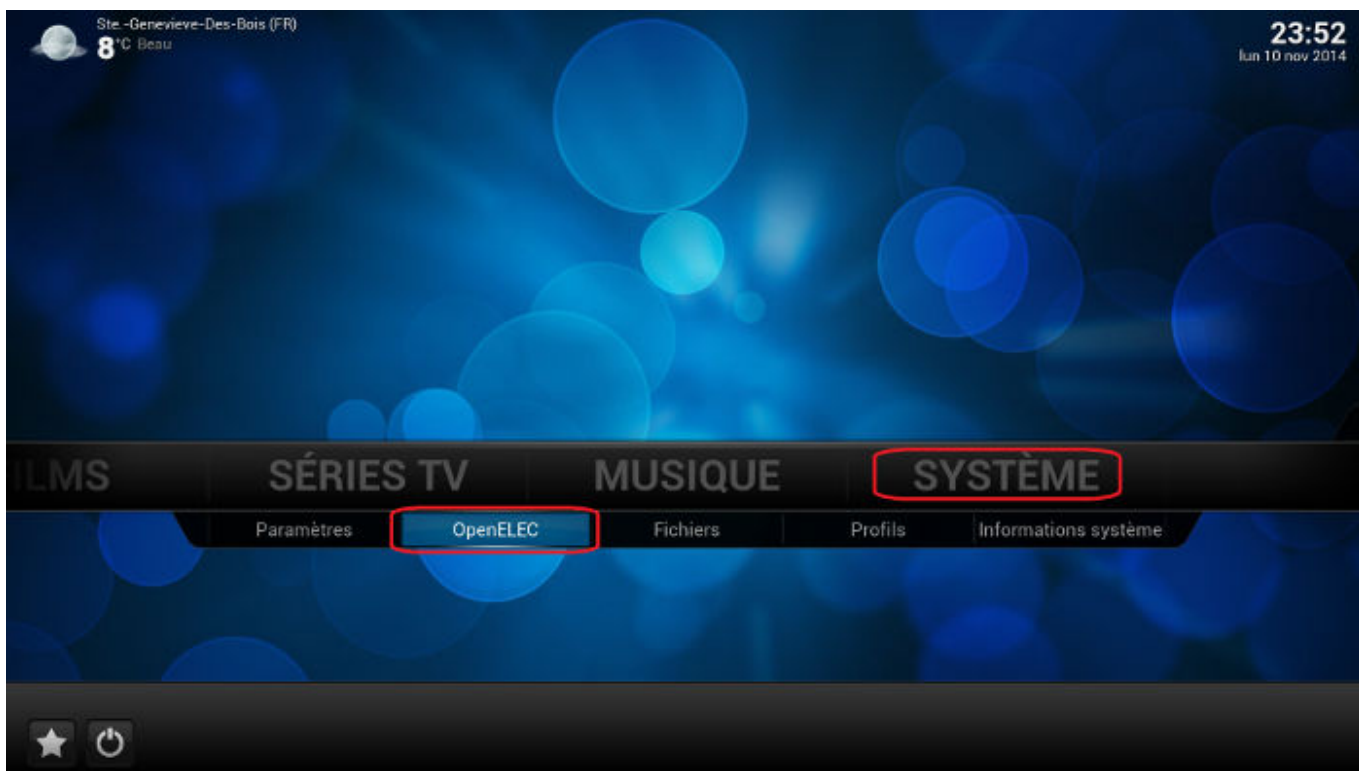 Ste.-Genevieve-Des-Bois (FR)
8°C Beau
23:52
lun 10 nov 2014
ILMS SÉRIES TV MUSIQUE SYSTÈME
Paramètres OpenELEC Fichiers Profils Informations système